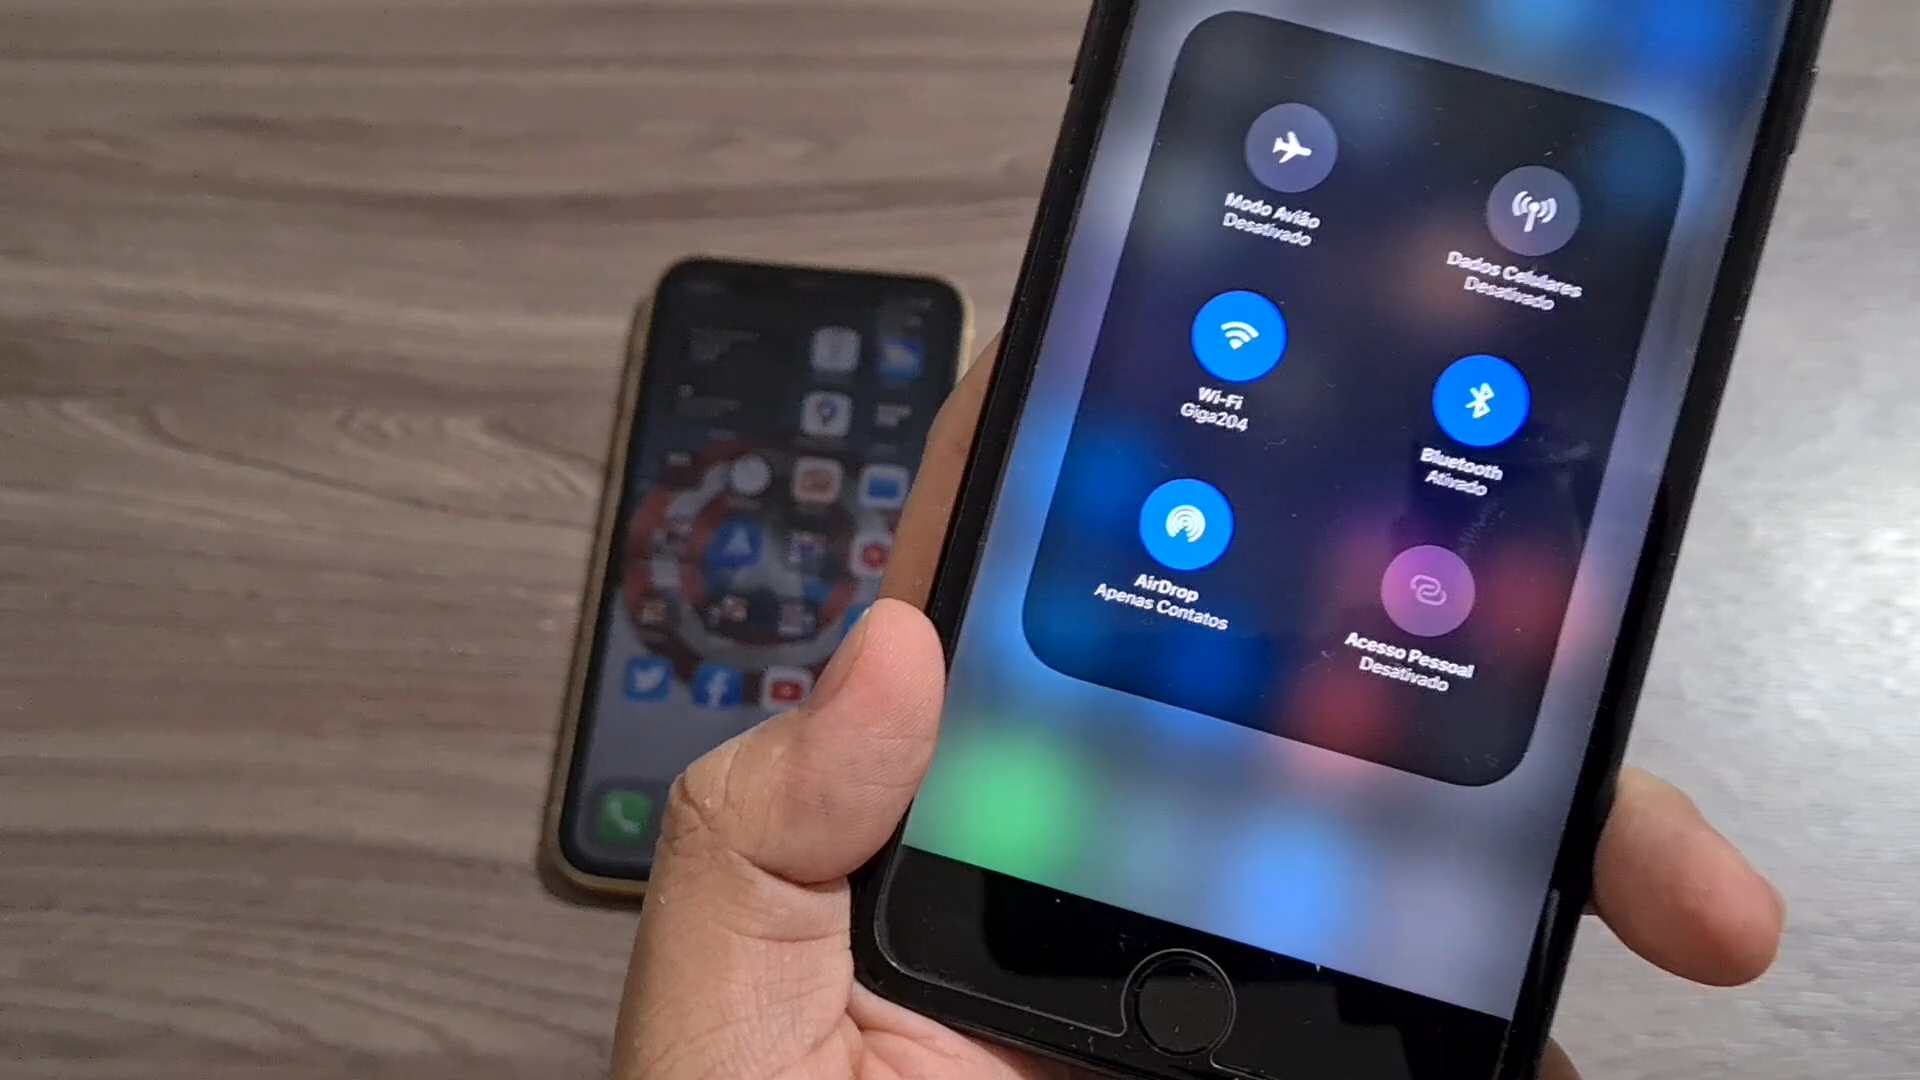 Modo Avião
Desativado
Dados Celulares
Desativado
Wi-Fi
Giga204
Bluetooth
Ativado
AirDrop
Apenas Contatos
Acesso Pessoal
Desativado